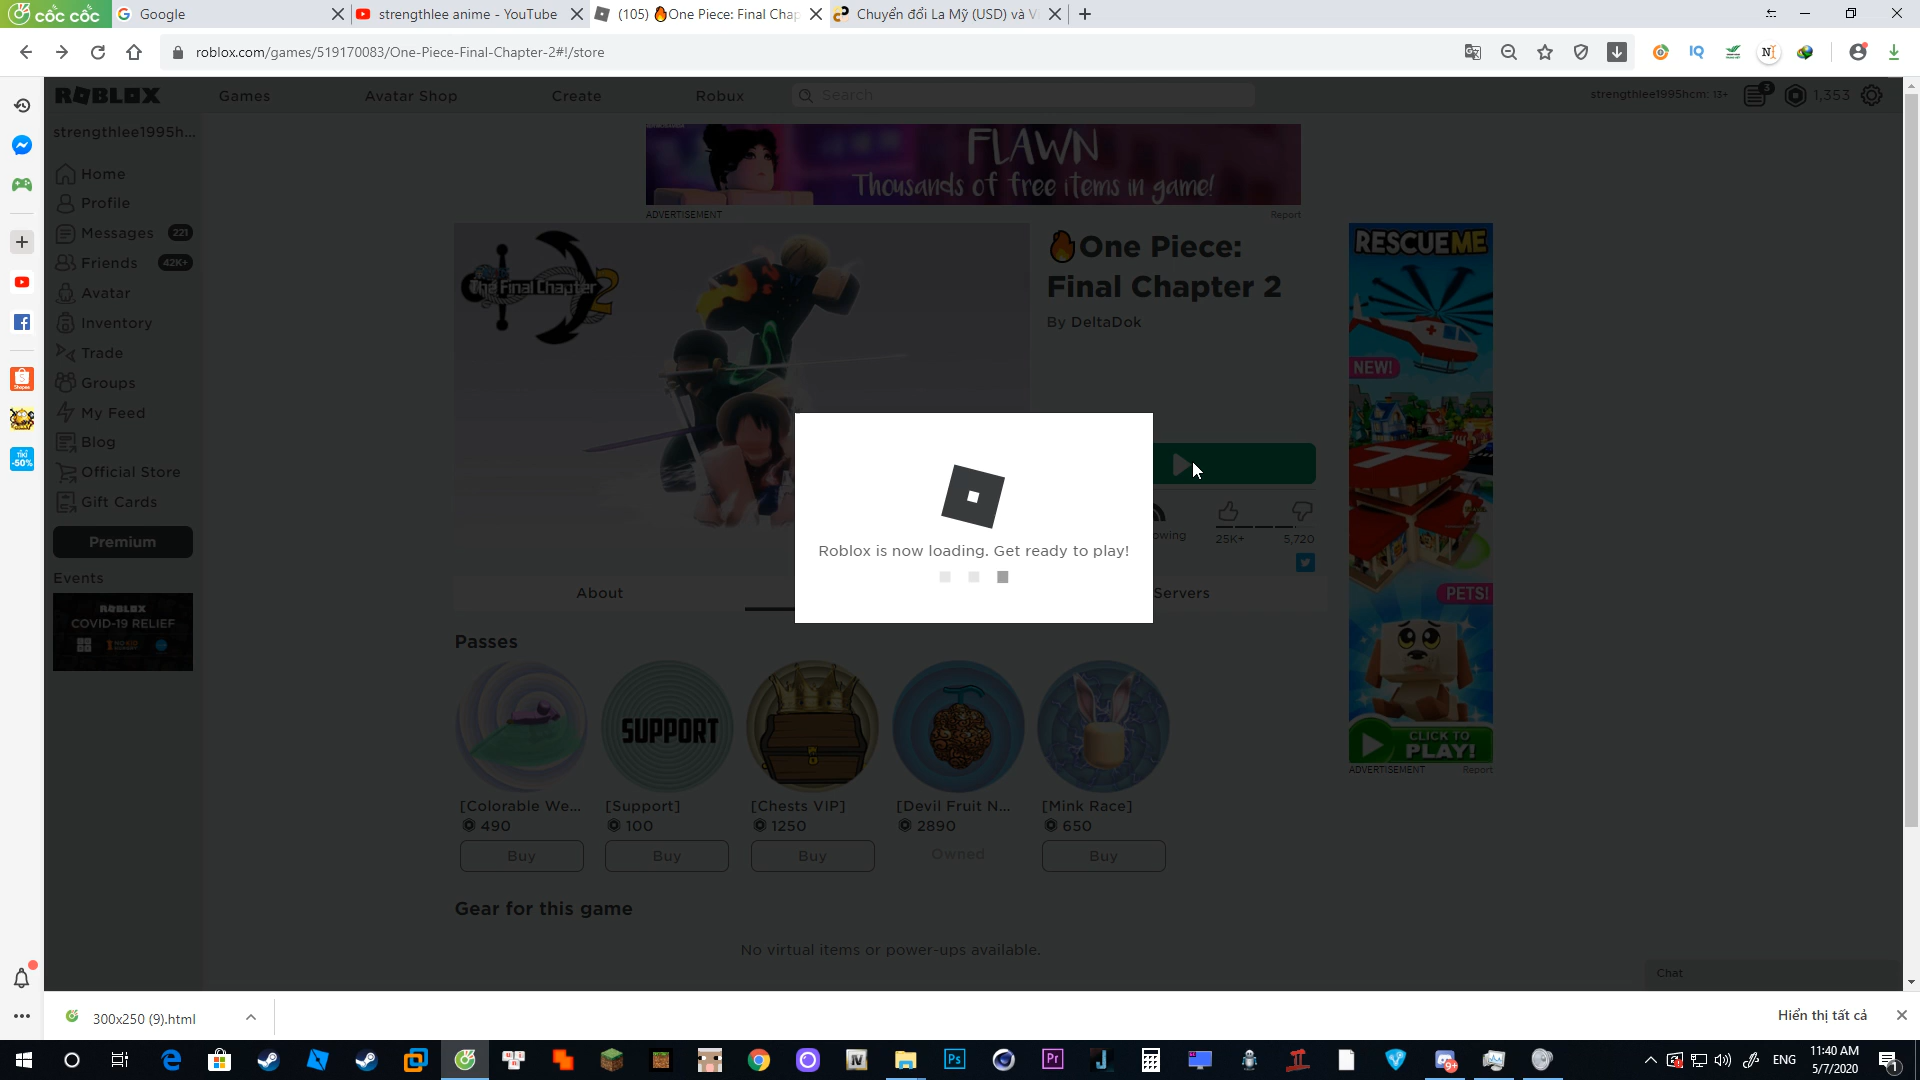 cốc cốc
Google
strengthlee anime - YouTube
(105) 🔥One Piece: Final Chap
Chuyển đổi La Mỹ (USD) và V
roblox.com/games/519170083/One-Piece-Final-Chapter-2#!/store
ROBLOX
Games
Avatar Shop
Create
Robux
Search
strengthlee1995hcm: 13+
3
1,353
strengthlee1995h...
Home
Profile
Messages 221
Friends 42K+
Avatar
Inventory
Trade
Groups
My Feed
Blog
Official Store
Gift Cards
Premium
Events
ROBLOX
COVID-19 RELIEF
FLAWN
Thousands of free items in game!
ADVERTISEMENT
Report
The Final Chapter 2
🔥One Piece:
Final Chapter 2
By DeltaDok
Roblox is now loading. Get ready to play!
owing
25K+
5,720
About
Servers
Passes
SUPPORT
[Colorable We...
[Support]
[Chests VIP]
[Devil Fruit N...
[Mink Race]
490
100
1250
2890
650
Buy
Buy
Buy
Owned
Buy
Gear for this game
No virtual items or power-ups available.
RESCUE ME
NEW!
PETS!
CLICK TO
PLAY!
ADVERTISEMENT
Report
Chat
300x250 (9).html
Hiển thị tất cả
ENG
11:40 AM
5/7/2020